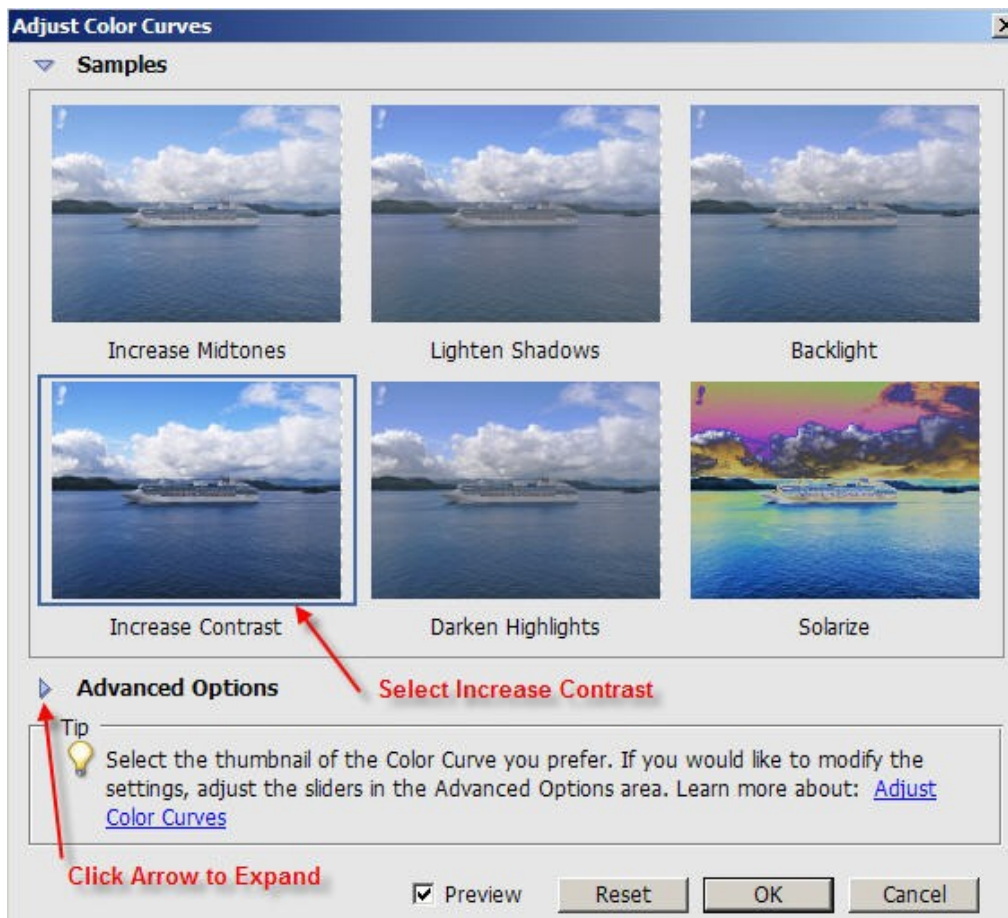 Adjust Color Curves
Samples
Increase Midtones
Lighten Shadows
Backlight
Increase Contrast
Darken Highlights
Solarize
Advanced Options
Select Increase Contrast
Tip
Select the thumbnail of the Color Curve you prefer. If you would like to modify the
settings, adjust the sliders in the Advanced Options area. Learn more about: Adjust
Color Curves
Click Arrow to Expand
Preview
Reset
OK
Cancel